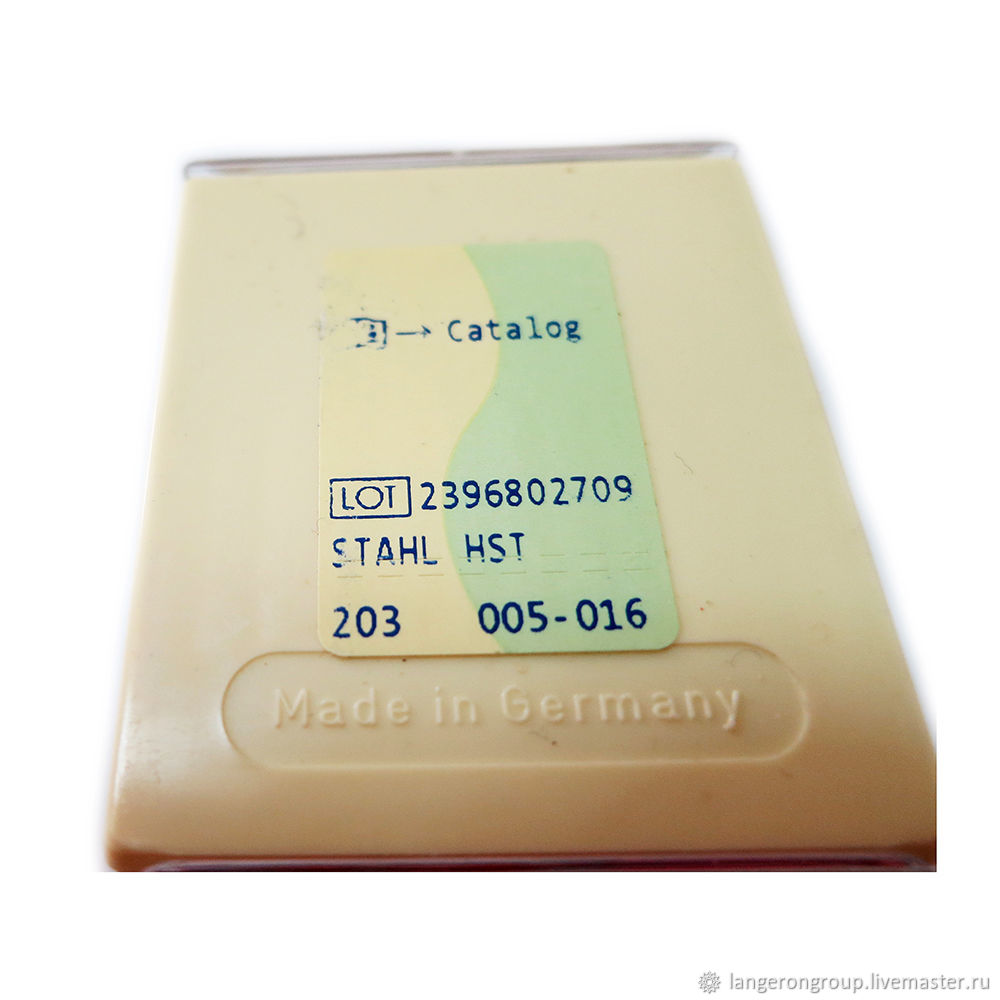 → Catalog
LOT 2396802709
STAHL HST
203 005-016
Made in Germany
langerongroup.livemaster.ru